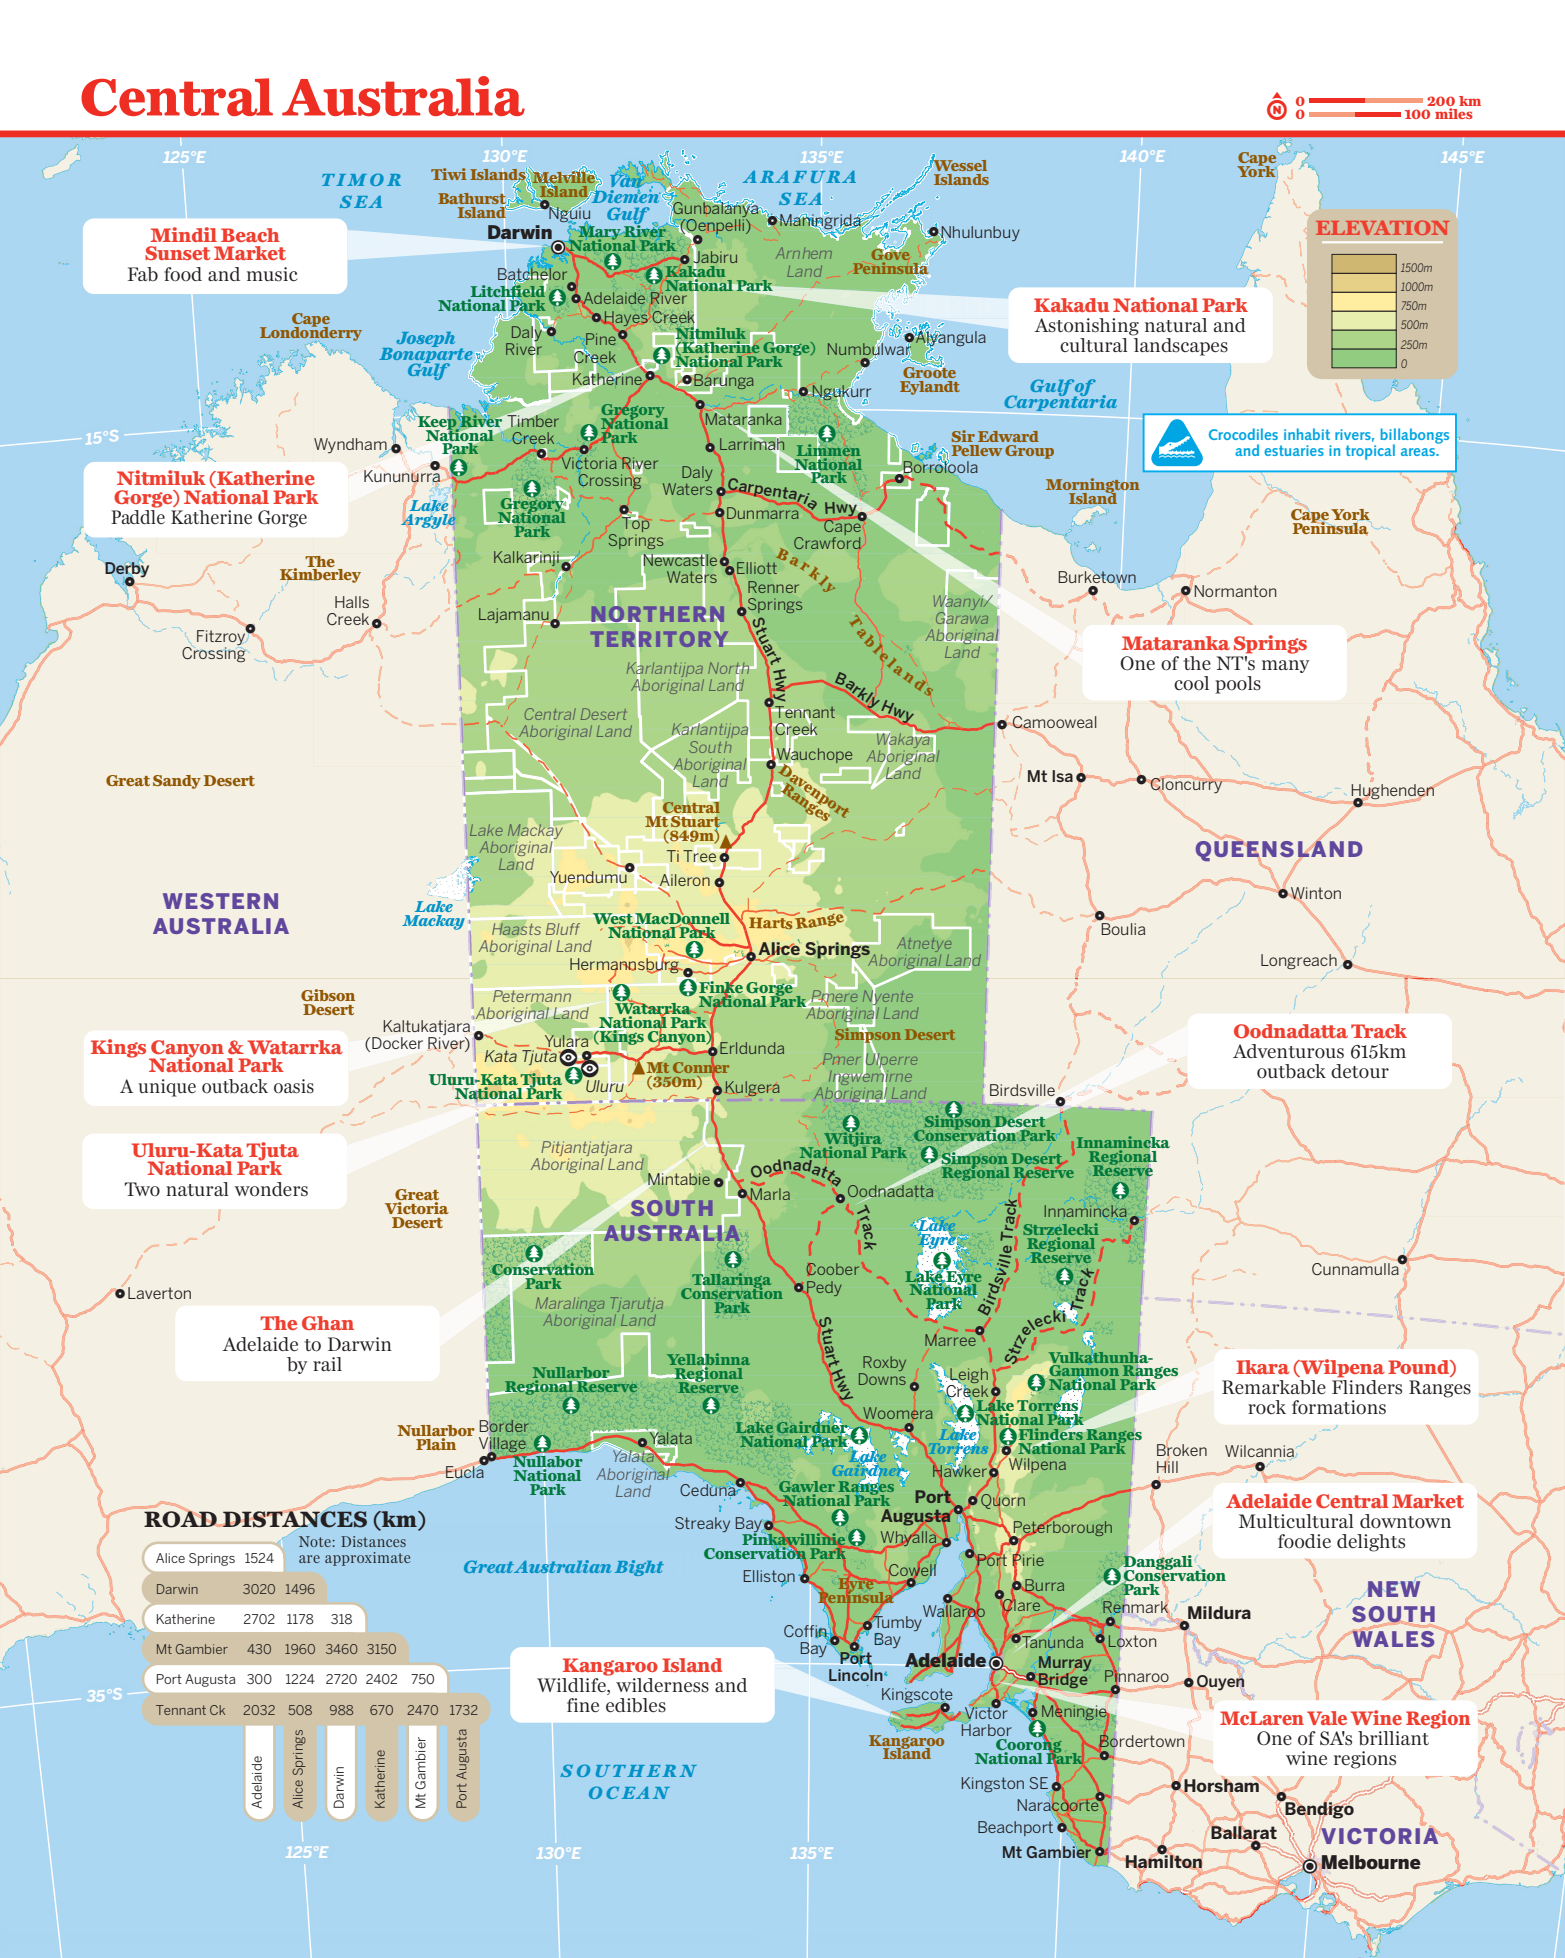 Central Australia
0 200 km
0 100 miles
125°E
130°E
135°E
140°E
145°E
TIMOR
SEA
Tiwi Islands
Melville
Island
Bathurst
Island
Nguiu
Van
Diemen
Gulf
ARAFURA
SEA
Wessel
Islands
Cape
York
Mindil Beach
Sunset Market
Fab food and music
Darwin
Mary River
National Park
Gunbalanya
(Oenpelli)
Maningrida
Nhulunbuy
Jabiru
Arnhem
Land
Gove
Peninsula
Kakadu
National Park
Batchelor
Litchfield
National Park
Adelaide River
Hayes Creek
Daly
River
Pine
Creek
Nitmiluk
(Katherine Gorge)
National Park
Numbulwar
Alyangula
Groote
Eylandt
Kakadu National Park
Astonishing natural and
cultural landscapes
ELEVATION
1500m
1000m
750m
500m
250m
0
Cape
Londonderry
Joseph
Bonaparte
Gulf
Katherine
Barunga
Ngukurr
Gulf of
Carpentaria
15°S
Keep River
National
Park
Timber
Creek
Gregory
National
Park
Mataranka
Larrimah
Limmen
National
Park
Sir Edward
Pellew Group
Borroloola
Crocodiles inhabit rivers, billabongs
and estuaries in tropical areas.
Wyndham
Kununurra
Victoria River
Crossing
Daly
Waters
Carpentaria Hwy
Mornington
Island
Cape York
Peninsula
Nitmiluk (Katherine
Gorge) National Park
Paddle Katherine Gorge
Lake
Argyle
Gregory
National
Park
Top
Springs
Dunmarra
Cape
Crawford
Derby
The
Kimberley
Kalkarinji
Newcastle
Waters
Elliott
Renner
Springs
Barkly
Tablelands
Burketown
Normanton
Halls
Creek
Fitzroy
Crossing
Lajamanu
NORTHERN
TERRITORY
Stuart Hwy
Waanyi/
Garawa
Aboriginal
Land
Mataranka Springs
One of the NT's many
cool pools
Karlantijpa North
Aboriginal Land
Barkly Hwy
Central Desert
Aboriginal Land
Karlantijpa
South
Aboriginal
Land
Tennant
Creek
Wauchope
Wakaya
Aboriginal
Land
Camooweal
Great Sandy Desert
Mt Isa
Cloncurry
Hughenden
Davenport
Ranges
Central
Mt Stuart
(849m)
Lake Mackay
Aboriginal
Land
Ti Tree
Yuendumu
Aileron
QUEENSLAND
WESTERN
AUSTRALIA
Lake
Mackay
Winton
Haasts Bluff
Aboriginal Land
West MacDonnell
National Park
Harts Range
Boulia
Alice Springs
Atnetye
Aboriginal Land
Hermannsburg
Longreach
Gibson
Desert
Petermann
Aboriginal Land
Finke Gorge
National Park
Pmere Nyente
Aboriginal Land
Watarrka
National Park
(Kings Canyon)
Simpson Desert
Kaltukatjara
(Docker River)
Yulara
Kata Tjuta
Uluru
Erldunda
Mt Conner
(350m)
Pmer Ulperre
Ingwemirne
Aboriginal Land
Oodnadatta Track
Adventurous 615km
outback detour
Kings Canyon & Watarrka
National Park
A unique outback oasis
Uluru-Kata Tjuta
National Park
Kulgera
Birdsville
Uluru-Kata Tjuta
National Park
Two natural wonders
Simpson Desert
Conservation Park
Witjira
National Park
Simpson Desert
Regional Reserve
Innamincka
Regional
Reserve
Pitjantjatjara
Aboriginal Land
Mintabie
Marla
Oodnadatta
Track
Oodnadatta
Great
Victoria
Desert
SOUTH
AUSTRALIA
Innamincka
Lake
Eyre
Birdsville Track
Strzelecki
Regional
Reserve
Conservation
Park
Tallaringa
Conservation
Park
Coober
Pedy
Lake Eyre
National
Park
Strzelecki Track
Cunnamulla
Laverton
Maralinga Tjarutja
Aboriginal Land
The Ghan
Adelaide to Darwin
by rail
Stuart Hwy
Marree
Nullarbor
Regional Reserve
Yellabinna
Regional
Reserve
Roxby
Downs
Leigh
Creek
Vulkathunha-
Gammon Ranges
National Park
Ikara (Wilpena Pound)
Remarkable Flinders Ranges
rock formations
Nullarbor
Plain
Border
Village
Eucla
Nullabor
National
Park
Yalata
Yalata
Aboriginal
Land
Woomera
Lake Gairdner
National Park
Lake
Gairdner
Lake Torrens
National Park
Lake
Torrens
Flinders Ranges
National Park
Wilpena
Hawker
Broken
Hill
Wilcannia
Ceduna
Gawler Ranges
National Park
Port
Augusta
Quorn
Adelaide Central Market
Multicultural downtown
foodie delights
Streaky Bay
Pinkawillinie
Conservation Park
Whyalla
Peterborough
Port Pirie
ROAD DISTANCES (km)
Note: Distances
are approximate
Alice Springs 1524
Darwin 3020 1496
Katherine 2702 1178 318
Mt Gambier 430 1960 3460 3150
Port Augusta 300 1224 2720 2402 750
Tennant Ck 2032 508 988 670 2470 1732
Adelaide
Alice Springs
Darwin
Katherine
Mt Gambier
Port Augusta
Great Australian Bight
Elliston
Eyre
Peninsula
Cowell
Wallaroo
Burra
Clare
Danggali
Conservation
Park
Renmark
Mildura
NEW
SOUTH
WALES
Coffin
Bay
Tumby
Bay
Port
Lincoln
Tanunda
Loxton
Adelaide
Murray
Bridge
Pinnaroo
Ouyen
Kangaroo Island
Wildlife, wilderness and
fine edibles
Kingscote
Kangaroo
Island
Victor
Harbor
Meningie
McLaren Vale Wine Region
One of SA's brilliant
wine regions
35°S
Coorong
National Park
Bordertown
SOUTHERN
OCEAN
Kingston SE
Naracoorte
Horsham
Bendigo
Beachport
Ballarat
VICTORIA
Mt Gambier
Hamilton
Melbourne
125°E
130°E
135°E